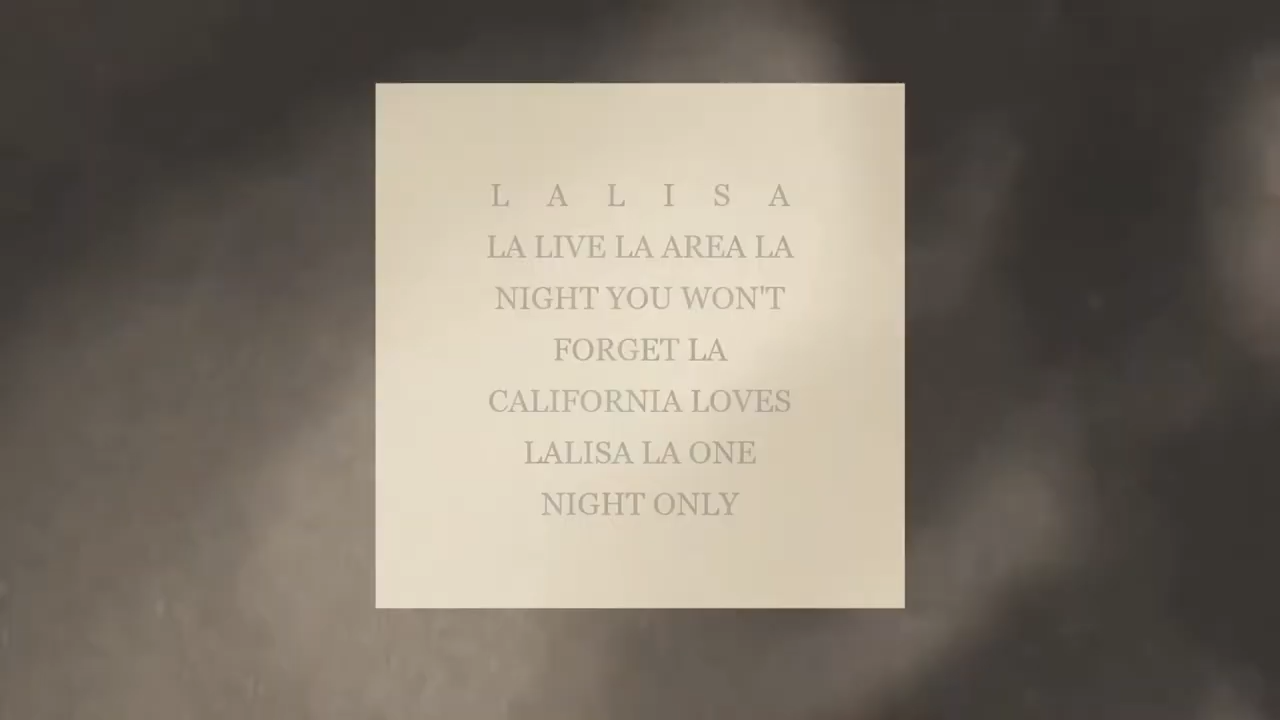 L A L I S A
LA LIVE LA AREA LA
NIGHT YOU WON'T
FORGET LA
CALIFORNIA LOVES
LALISA LA ONE
NIGHT ONLY